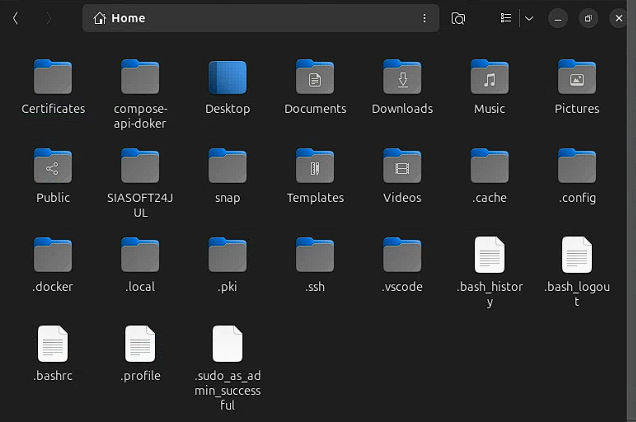 Home
Certificates
compose-
api-doker
Desktop
Documents
Downloads
Music
Pictures
Public
SIASOFT24J
UL
snap
Templates
Videos
.cache
.config
.docker
.local
.pki
.ssh
.vscode
.bash_histor
y
.bash_logou
t
.bashrc
.profile
.sudo_as_ad
min_success
ful